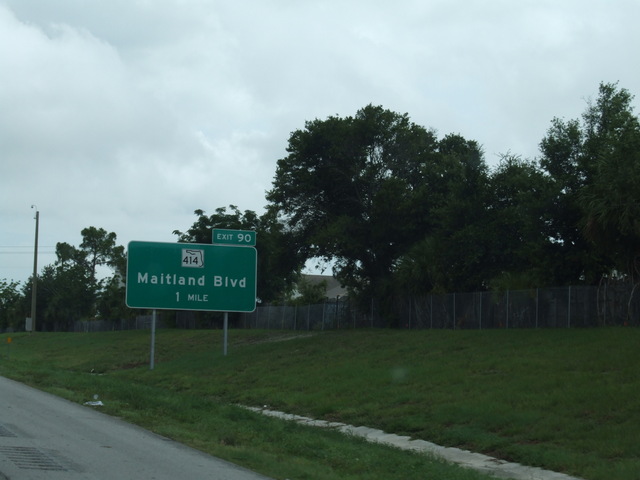 EXIT 90
414
Maitland Blvd
1 MILE